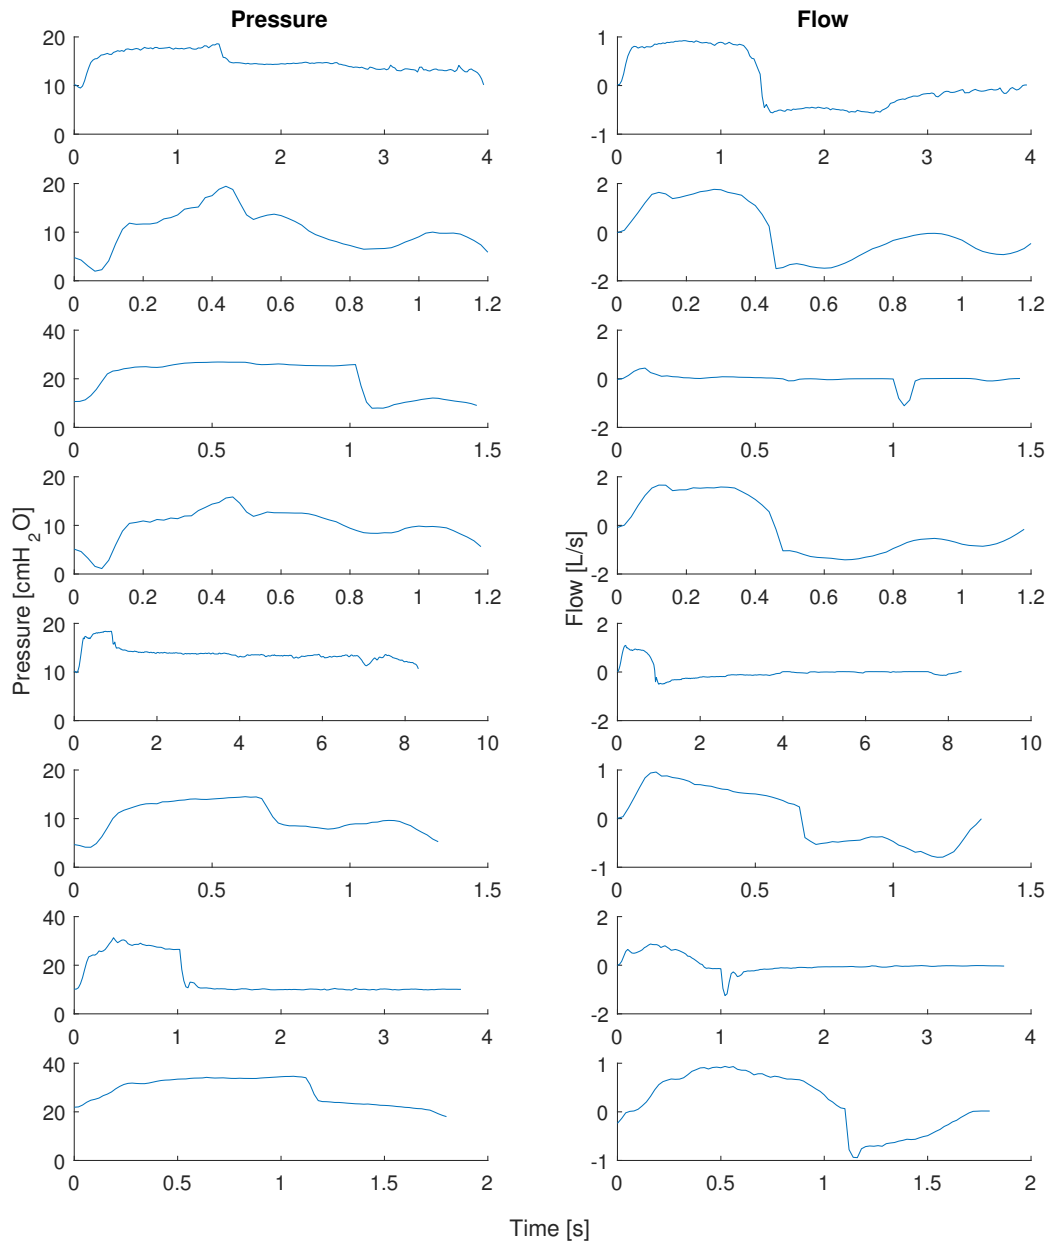 Pressure Flow
20 1
10 0
0 -1
0 1 2 3 4 0 1 2 3 4
20 2
10 0
0 -2
0 0.2 0.4 0.6 0.8 1 1.2 0 0.2 0.4 0.6 0.8 1 1.2
40 2
20 0
0 -2
0 0.5 1 1.5 0 0.5 1 1.5
20 2
10 0
0 -2
0 0.2 0.4 0.6 0.8 1 1.2 0 0.2 0.4 0.6 0.8 1 1.2
Pressure [cmH2O]
Flow [L/s]
20 2
10 0
0 -2
0 2 4 6 8 10 0 2 4 6 8 10
20 1
10 0
0 -1
0 0.5 1 1.5 0 0.5 1 1.5
40 2
20 0
0 -2
0 1 2 3 4 0 1 2 3 4
40 1
20 0
0 -1
0 0.5 1 1.5 2 0 0.5 1 1.5 2
Time [s]